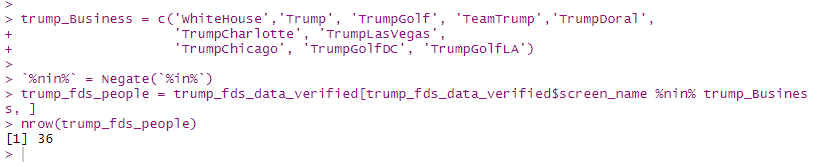 >
> trump_Business = c('WhiteHouse','Trump', 'TrumpGolf', 'TeamTrump','TrumpDoral',
+                    'TrumpCharlotte', 'TrumpLasVegas',
+                    'TrumpChicago', 'TrumpGolfDC', 'TrumpGolfLA')
>
> `%nin%` = Negate(`%in%`)
> trump_fds_people = trump_fds_data_verified[trump_fds_data_verified$screen_name %nin% trump_Busines
s, ]
> nrow(trump_fds_people)
[1] 36
>